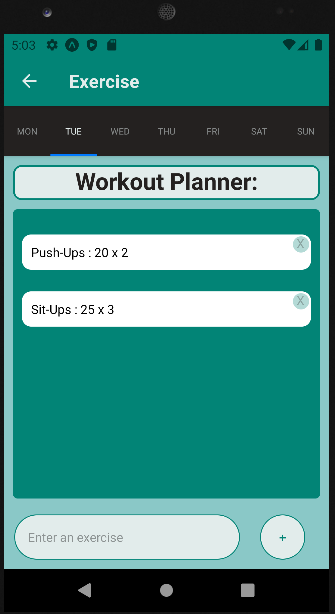 5:03
Exercise
MON TUE WED THU FRI SAT SUN
Workout Planner:
X
Push-Ups : 20 x 2
X
Sit-Ups : 25 x 3
Enter an exercise +